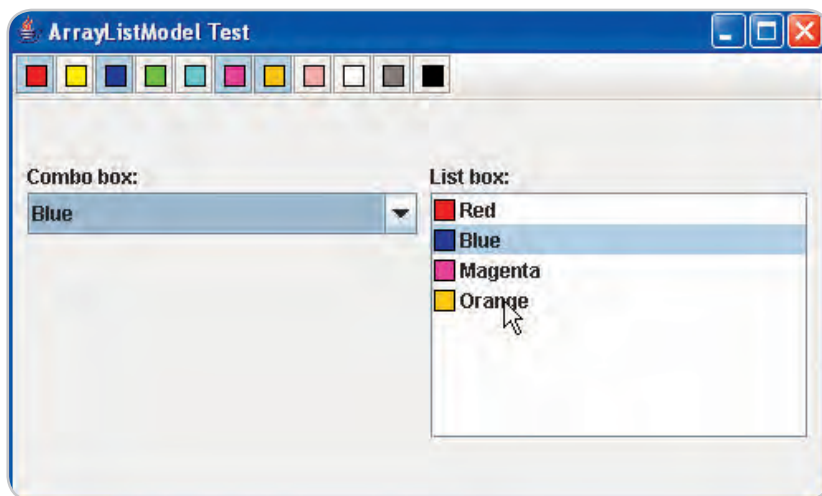 ArrayListModel Test
Combo box:
Blue
List box:
Red
Blue
Magenta
Orange